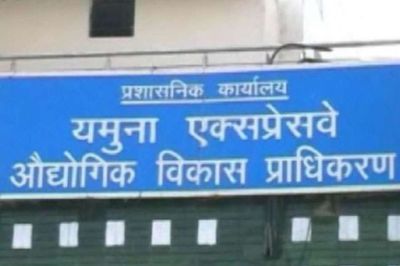 प्रशासनिक कार्यालय
यमुना एक्सप्रेसवे
औद्योगिक विकास प्राधिकरण